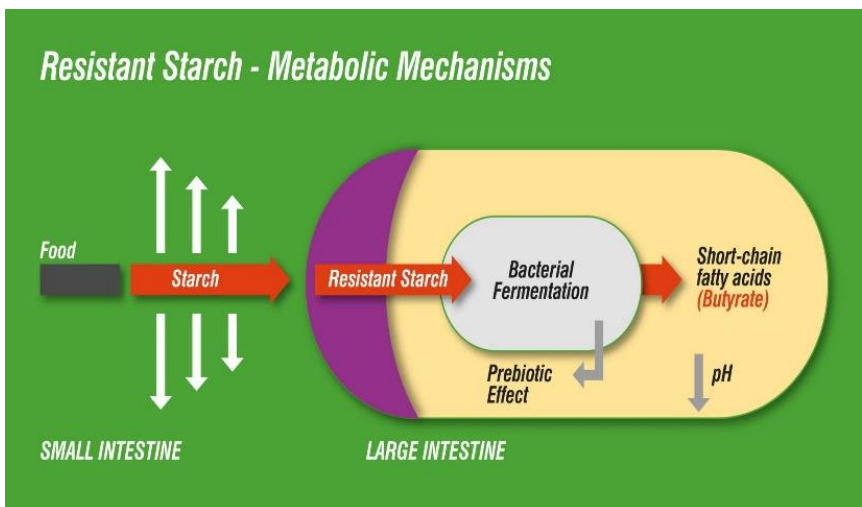 Resistant Starch - Metabolic Mechanisms
Food
Starch
Resistant Starch
Bacterial
Fermentation
Short-chain
fatty acids
(Butyrate)
Prebiotic
Effect
pH
SMALL INTESTINE
LARGE INTESTINE